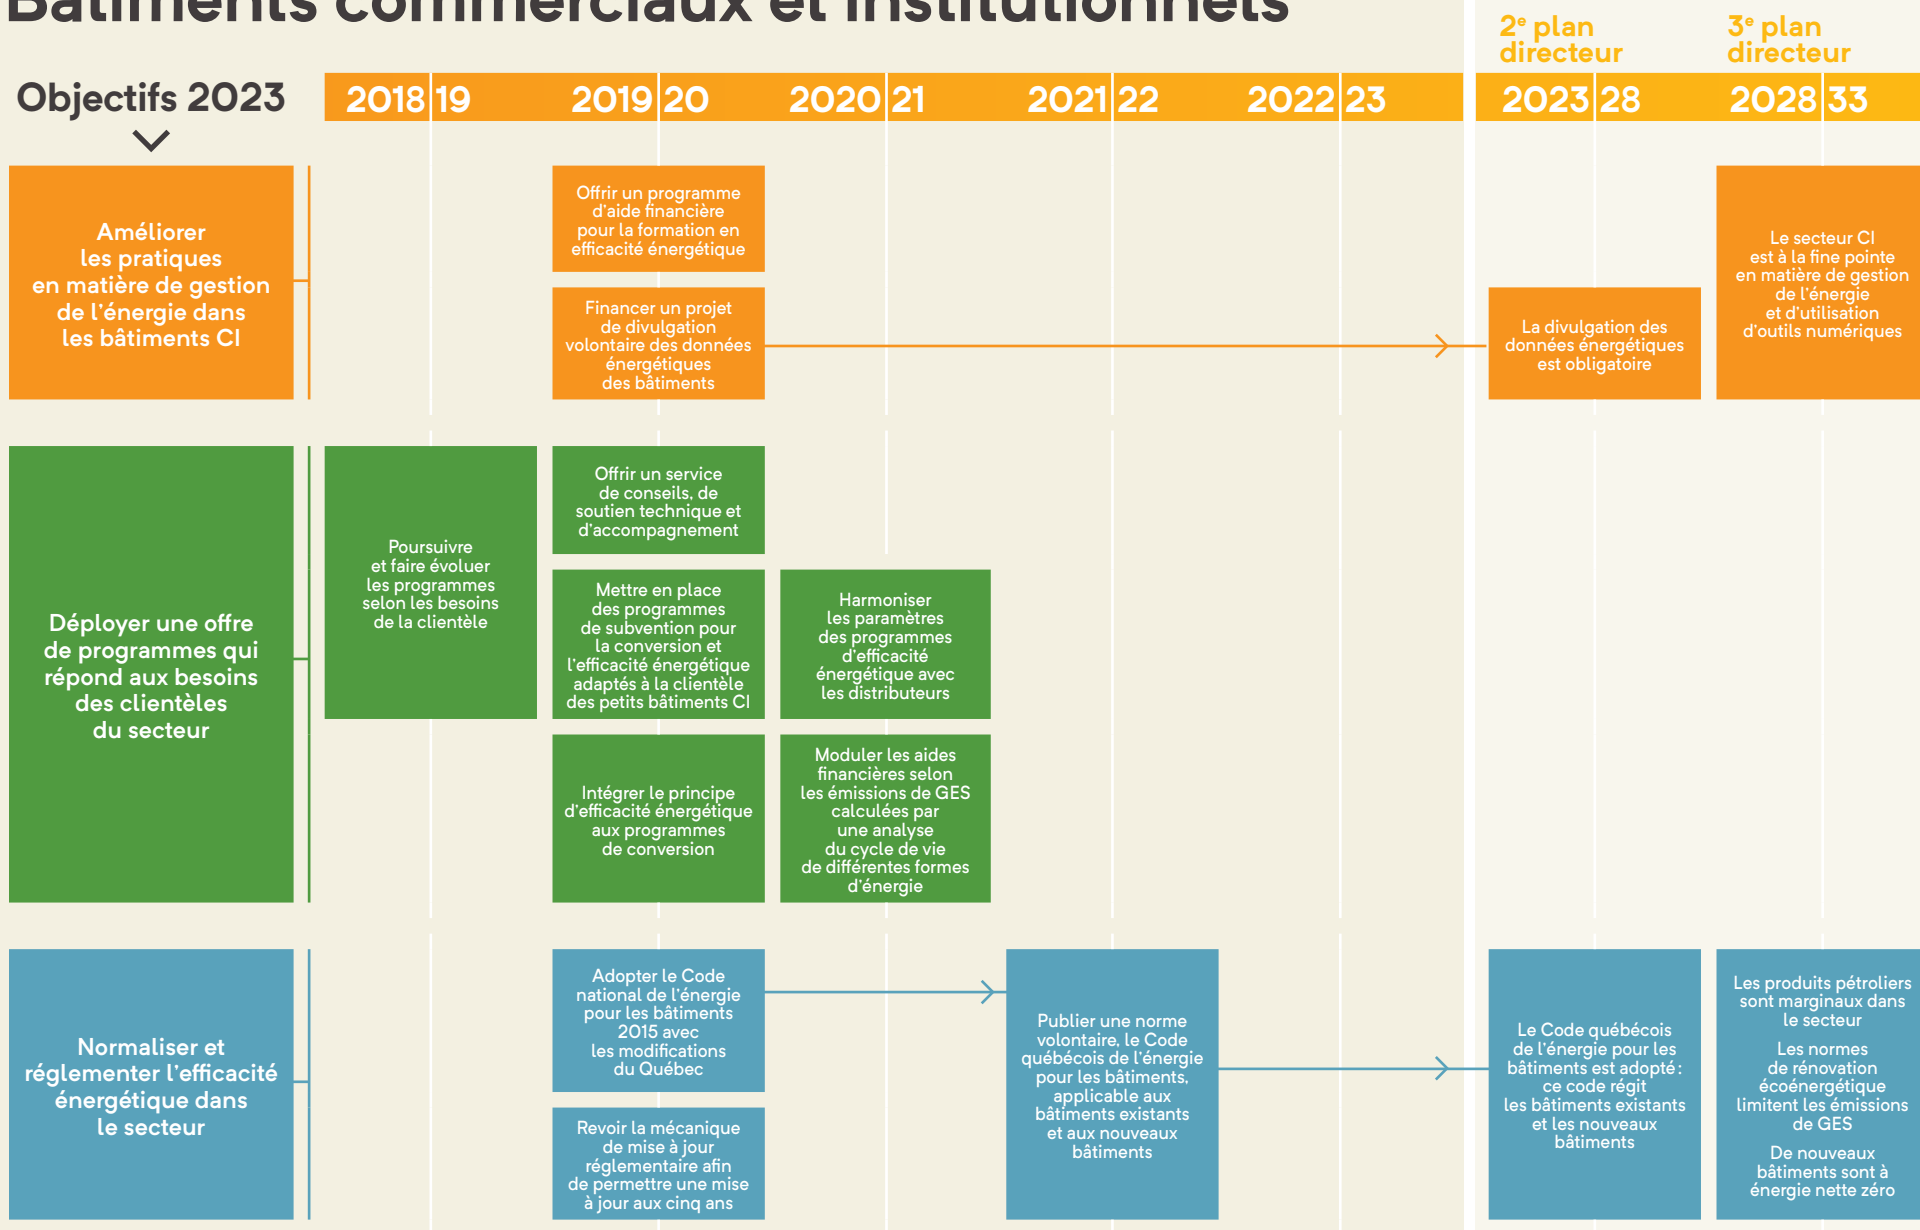 Bâtiments commerciaux et institutionnels
2e plan
directeur
3e plan
directeur
Objectifs 2023
2018 19
2019 20
2020 21
2021 22
2022 23
2023 28
2028 33
Améliorer
les pratiques
en matière de gestion
de l'énergie dans
les bâtiments CI
Offrir un programme
d'aide financière
pour la formation en
efficacité énergétique
Financer un projet
de divulgation
volontaire des données
énergétiques
des bâtiments
La divulgation des
données énergétiques
est obligatoire
Le secteur CI
est à la fine pointe
en matière de gestion
de l'énergie
et d'utilisation
d'outils numériques
Déployer une offre
de programmes qui
répond aux besoins
des clientèles
du secteur
Poursuivre
et faire évoluer
les programmes
selon les besoins
de la clientèle
Offrir un service
de conseils, de
soutien technique et
d'accompagnement
Mettre en place
des programmes
de subvention pour
la conversion et
l'efficacité énergétique
adaptés à la clientèle
des petits bâtiments CI
Intégrer le principe
d'efficacité énergétique
aux programmes
de conversion
Harmoniser
les paramètres
des programmes
d'efficacité
énergétique avec
les distributeurs
Moduler les aides
financières selon
les émissions de GES
calculées par
une analyse
du cycle de vie
de différentes formes
d'énergie
Normaliser et
réglementer l'efficacité
énergétique dans
le secteur
Adopter le Code
national de l'énergie
pour les bâtiments
2015 avec
les modifications
du Québec
Revoir la mécanique
de mise à jour
réglementaire afin
de permettre une mise
à jour aux cinq ans
Publier une norme
volontaire, le Code
québécois de l'énergie
pour les bâtiments,
applicable aux
bâtiments existants
et aux nouveaux
bâtiments
Le Code québécois
de l'énergie pour les
bâtiments est adopté :
ce code régit
les bâtiments existants
et les nouveaux
bâtiments
Les produits pétroliers
sont marginaux dans
le secteur
Les normes
de rénovation
écoénergétique
limitent les émissions
de GES
De nouveaux
bâtiments sont à
énergie nette zéro